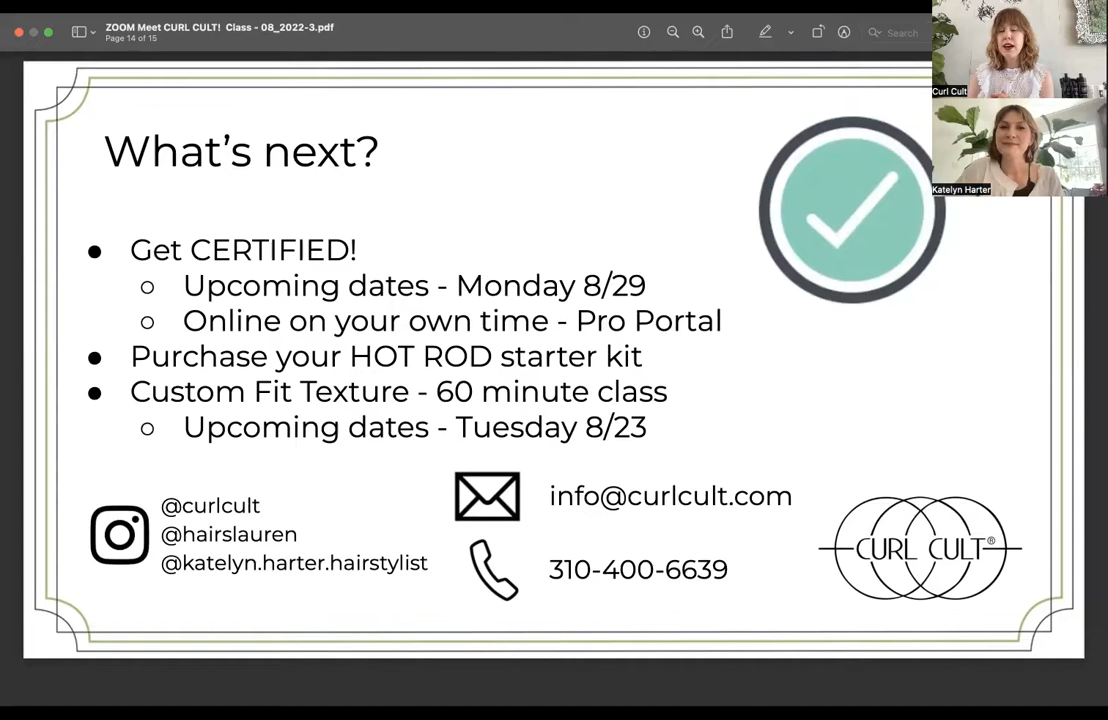 ZOOM Meet CURL CULT! Class - 08_2022-3.pdf
Page 14 of 15
Search
Curl Cult
Katelyn Harter
What's next?
● Get CERTIFIED!
○ Upcoming dates - Monday 8/29
○ Online on your own time - Pro Portal
● Purchase your HOT ROD starter kit
● Custom Fit Texture - 60 minute class
○ Upcoming dates - Tuesday 8/23
@curlcult
@hairslauren
@katelyn.harter.hairstylist
info@curlcult.com
310-400-6639
CURL CULT®